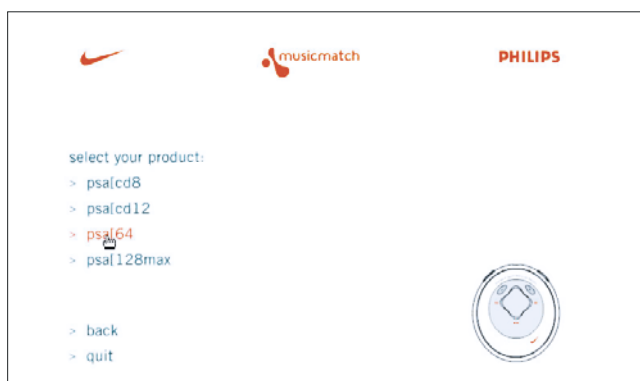 musicmatch
PHILIPS
select your product:
> psa[cd8
> psa[cd12
> psa[64
> psa[128max
> back
> quit